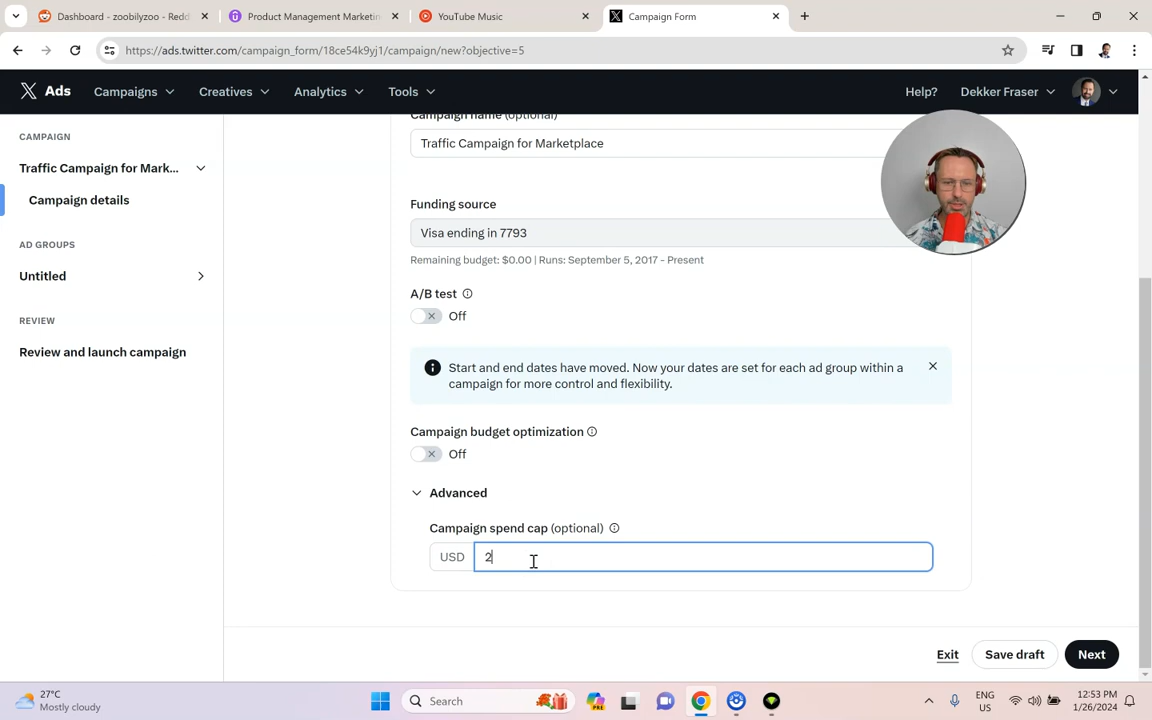 Dashboard - zoobilyzoo - Redd
Product Management Marketin
YouTube Music
Campaign Form
https://ads.twitter.com/campaign_form/18ce54k9yj1/campaign/new?objective=5
X Ads
Campaigns
Creatives
Analytics
Tools
Help?
Dekker Fraser
CAMPAIGN
Traffic Campaign for Mark...
Campaign details
AD GROUPS
Untitled
REVIEW
Review and launch campaign
Campaign name (optional)
Traffic Campaign for Marketplace
Funding source
Visa ending in 7793
Remaining budget: $0.00 | Runs: September 5, 2017 - Present
A/B test
Off
Start and end dates have moved. Now your dates are set for each ad group within a
campaign for more control and flexibility.
Campaign budget optimization
Off
Advanced
Campaign spend cap (optional)
USD 2
Exit
Save draft
Next
27°C
Mostly cloudy
Search
PRE
ENG
US
12:53 PM
1/26/2024